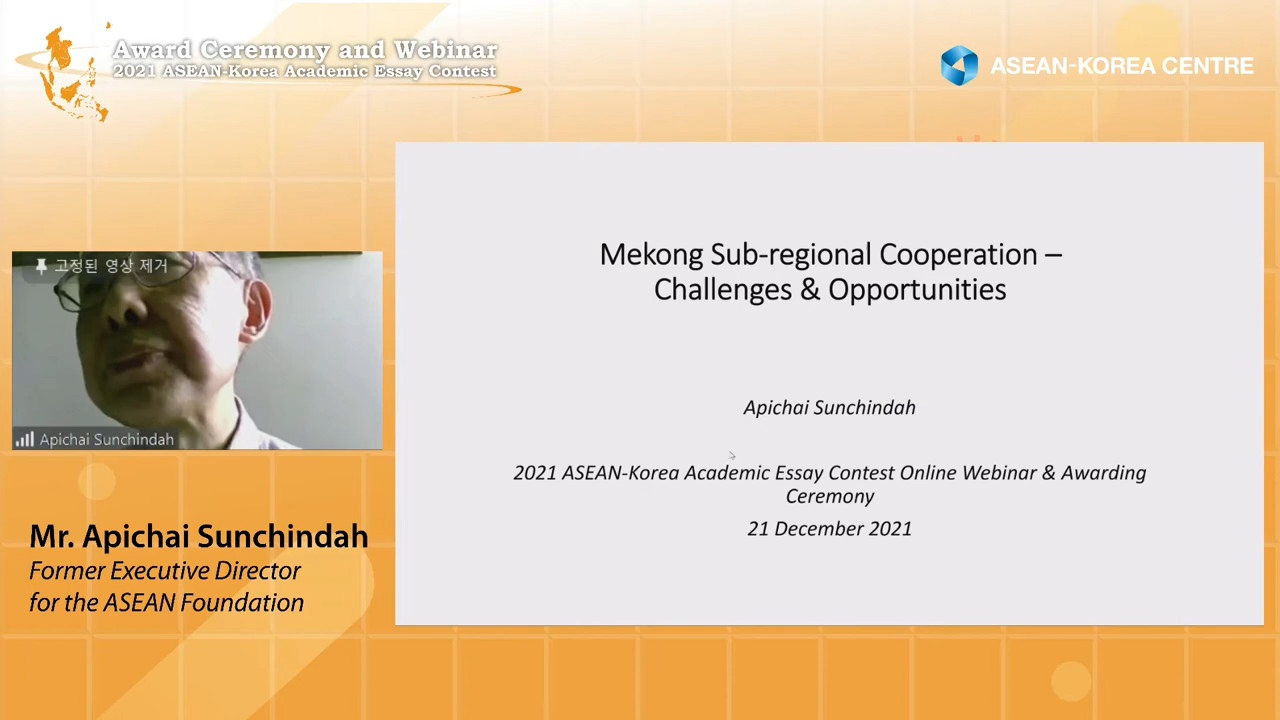 Award Ceremony and Webinar
2021 ASEAN-Korea Academic Essay Contest
ASEAN-KOREA CENTRE
Mekong Sub-regional Cooperation –
Challenges & Opportunities
Apichai Sunchindah
2021 ASEAN-Korea Academic Essay Contest Online Webinar & Awarding
Ceremony
21 December 2021
고정된 영상 제거
Apichai Sunchindah
Mr. Apichai Sunchindah
Former Executive Director
for the ASEAN Foundation